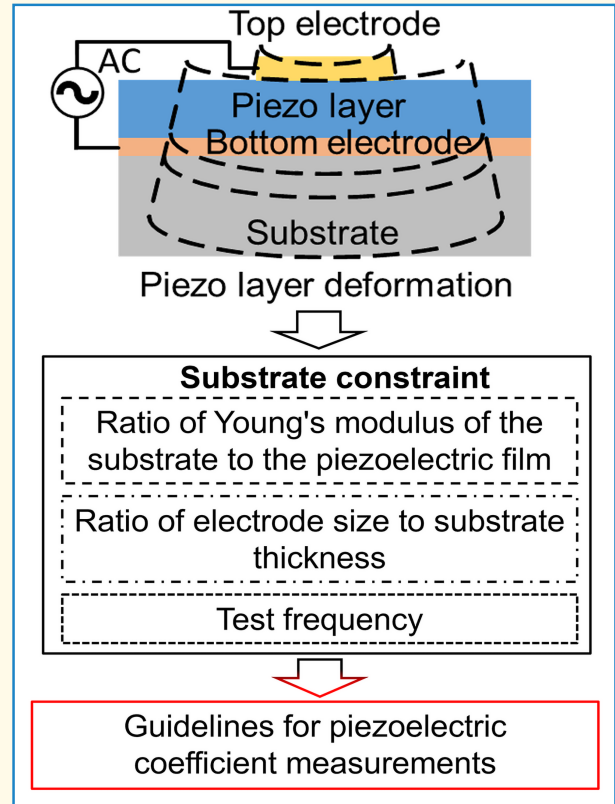 Top electrode
AC
Piezo layer
Bottom electrode
Substrate
Piezo layer deformation
Substrate constraint
Ratio of Young's modulus of the
substrate to the piezoelectric film
Ratio of electrode size to substrate
thickness
Test frequency
Guidelines for piezoelectric
coefficient measurements